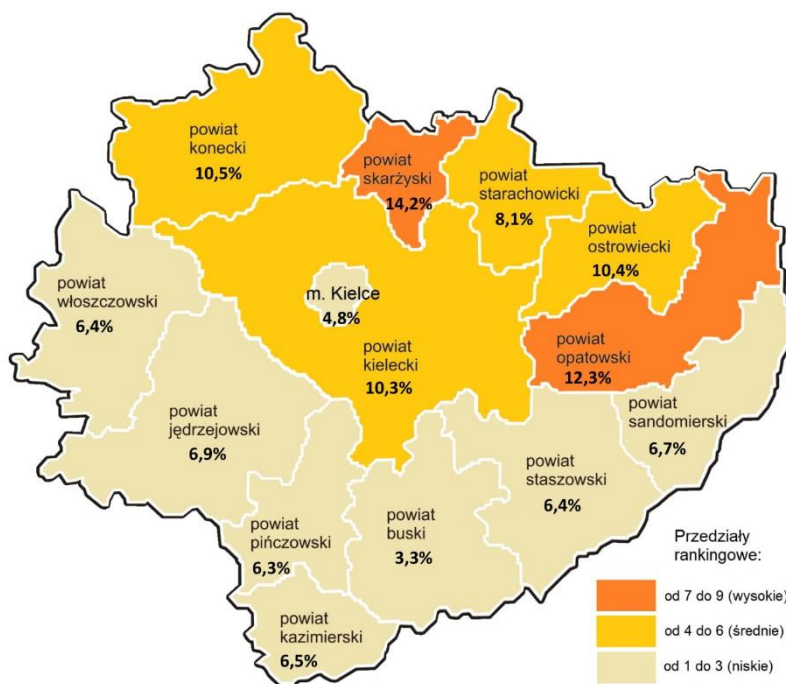 powiat
konecki
10,5%
powiat
skarżyski
14,2%
powiat
starachowicki
8,1%
powiat
ostrowiecki
10,4%
powiat
włoszczowski
6,4%
m. Kielce
4,8%
powiat
kielecki
10,3%
powiat
opatowski
12,3%
powiat
sandomierski
6,7%
powiat
jędrzejowski
6,9%
powiat
staszowski
6,4%
powiat
pińczowski
6,3%
powiat
buski
3,3%
powiat
kazimierski
6,5%
Przedziały
rankingowe:
od 7 do 9 (wysokie)
od 4 do 6 (średnie)
od 1 do 3 (niskie)